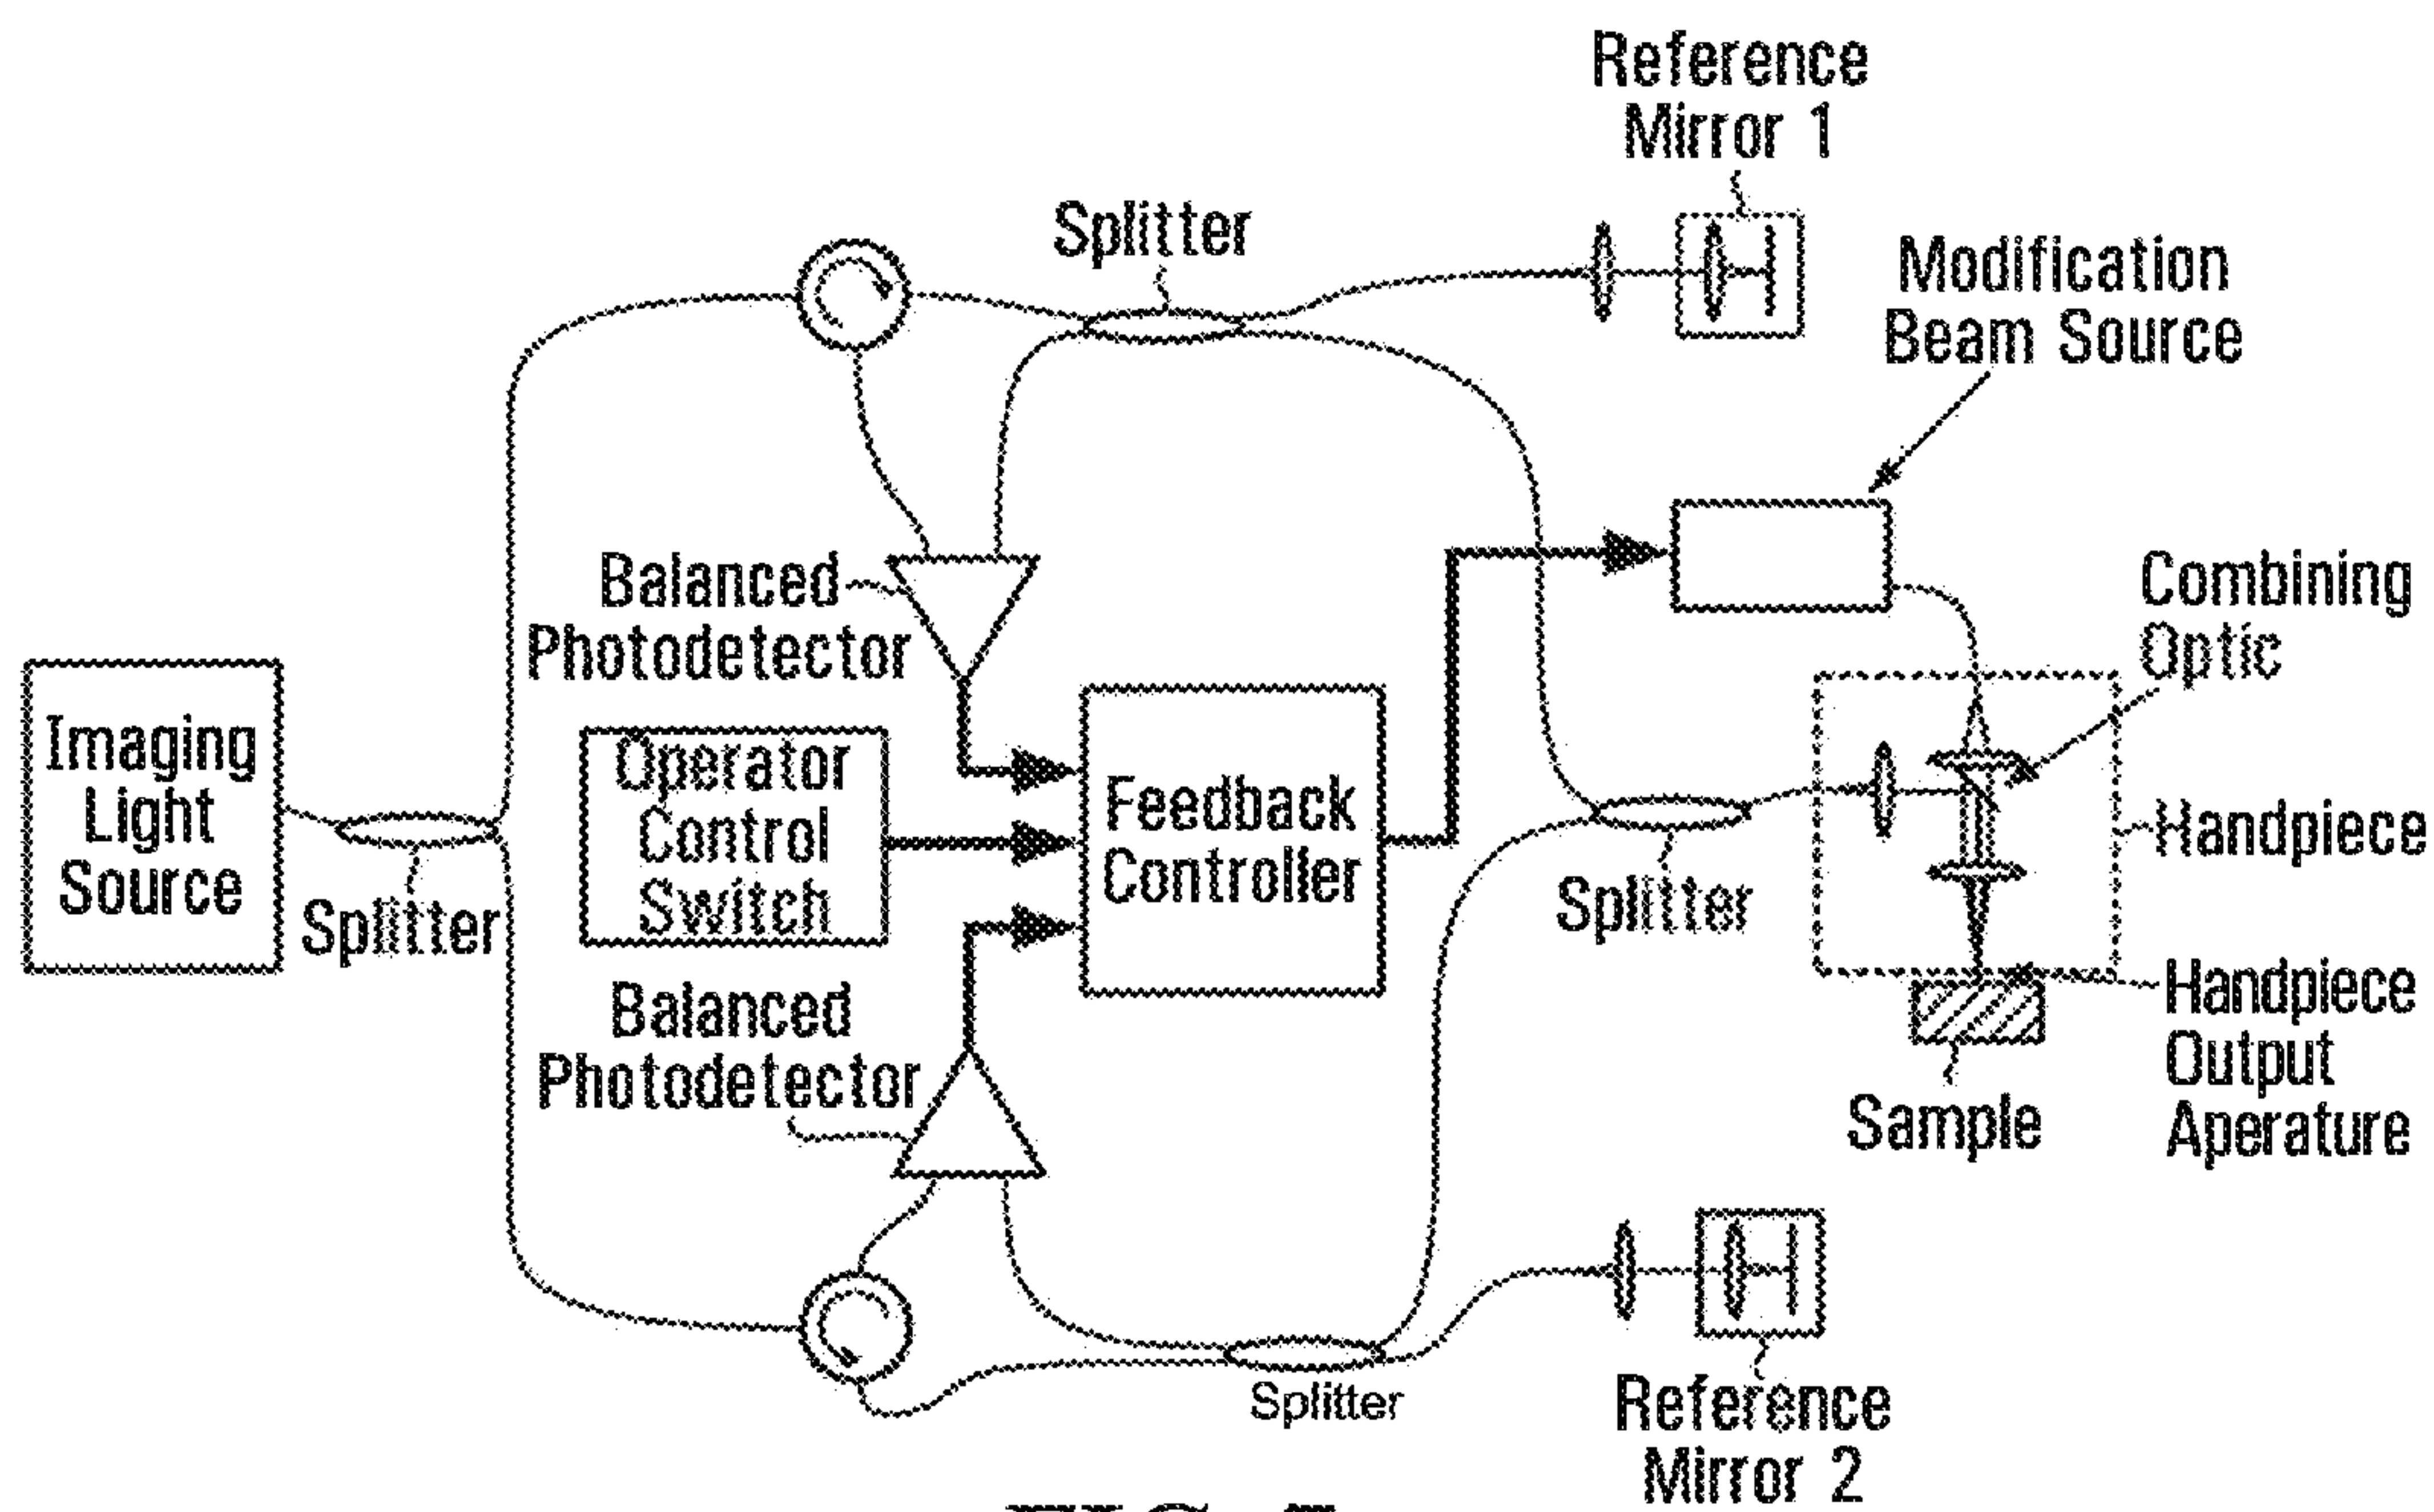 Reference
Mirror 1
Splitter
Modification
Beam Source
Balanced
Photodetector
Combining
Optic
Imaging
Light
Source
Splitter
Operator
Control
Switch
Feedback
Controller
Splitter
Handpiece
Balanced
Photodetector
Handpiece
Output
Aperature
Sample
Splitter
Reference
Mirror 2